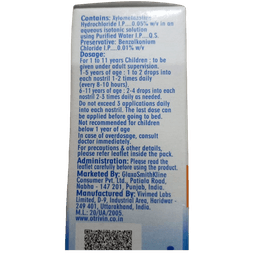 Contains: Xylometazoline
Hydrochloride I.P....0.05% w/v in an
aqueous isotonic solution
using Purified Water I.P....Q.S.
Preservative: Benzalkonium
Chloride I.P....0.01% w/v
Dosage:
For 1 to 11 years Children ; to be
given under adult supervision.
1-5 years of age : 1 to 2 drops into
each nostril 1-2 times daily
(every 8-10 hours).
6-11 years of age : 2-4 drops into each
nostril 2-5 times daily as needed.
Do not exceed 3 applications daily
into each nostril. The last dose can
be applied before going to bed.
Not recommended for children
below 1 year of age
In case of overdosage, consult
doctor immediately.
For precautions & other details,
please refer leaflet inside the pack.
Administration: Please read the
leaflet carefully before using the product.
Marketed By: GlaxoSmithKline
Consumer Pvt. Ltd., Patiala Road,
Nabha - 147 201, Punjab, India.
Manufactured By: Vivimed Labs
Limited, D-9, Industrial Area, Haridwar -
249 401, Uttarakhand, India.
M.L: 20/UA/2005.
www.otrivin.co.in